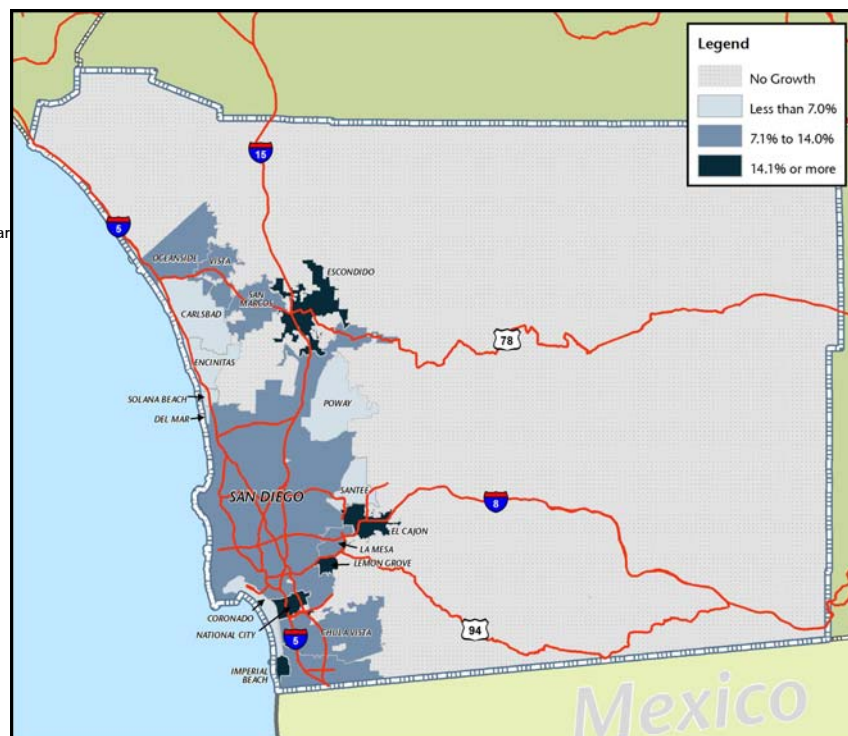 Legend
No Growth
Less than 7.0%
7.1% to 14.0%
14.1% or more
15
5
ar
OCEANSIDE
VISTA
ESCONDIDO
SAN
MARCOS
CARLSBAD
78
ENCINITAS
SOLANA BEACH
DEL MAR
POWAY
SAN DIEGO
SANTEE
8
EL CAJON
LA MESA
LEMON GROVE
CORONADO
NATIONAL CITY
94
5
CHULA VISTA
IMPERIAL
BEACH
Mexico